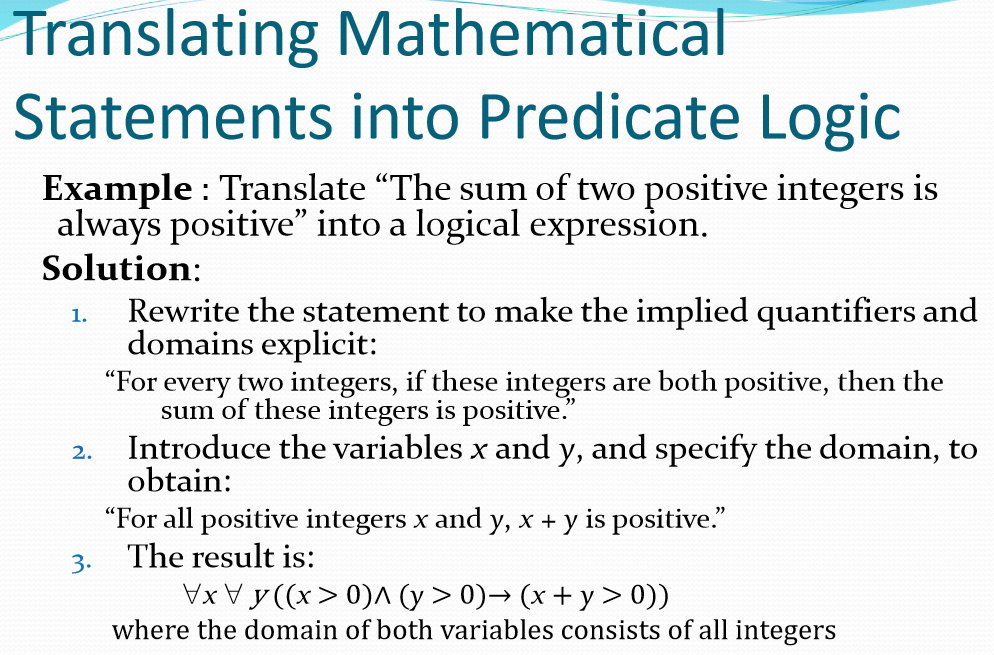 Translating Mathematical
Statements into Predicate Logic
Example : Translate “The sum of two positive integers is
always positive” into a logical expression.
Solution:
1. Rewrite the statement to make the implied quantifiers and
domains explicit:
“For every two integers, if these integers are both positive, then the
sum of these integers is positive.”
2. Introduce the variables x and y, and specify the domain, to
obtain:
“For all positive integers x and y, x + y is positive.”
3. The result is:
∀x ∀ y ((x > 0)∧ (y > 0)→ (x + y > 0))
where the domain of both variables consists of all integers